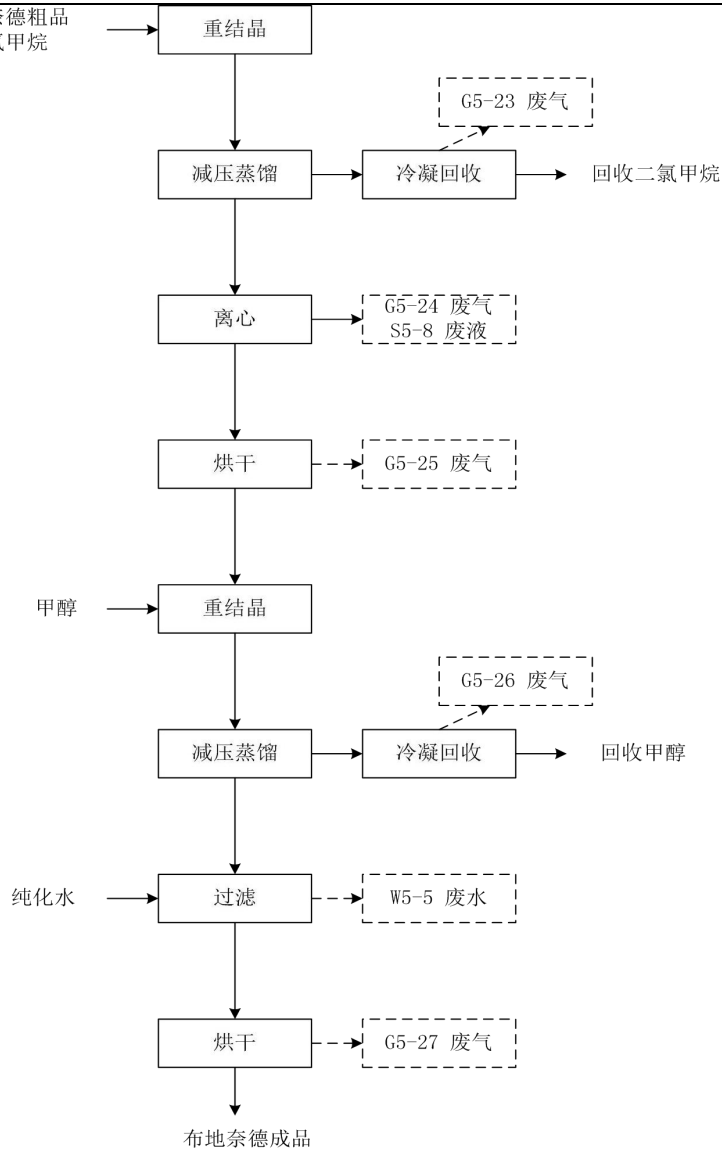 德粗品
甲烷
重结晶
G5-23 废气
减压蒸馏
冷凝回收
回收二氯甲烷
离心
G5-24 废气
S5-8 废液
烘干
G5-25 废气
甲醇
重结晶
G5-26 废气
减压蒸馏
冷凝回收
回收甲醇
纯化水
过滤
W5-5 废水
烘干
G5-27 废气
布地奈德成品